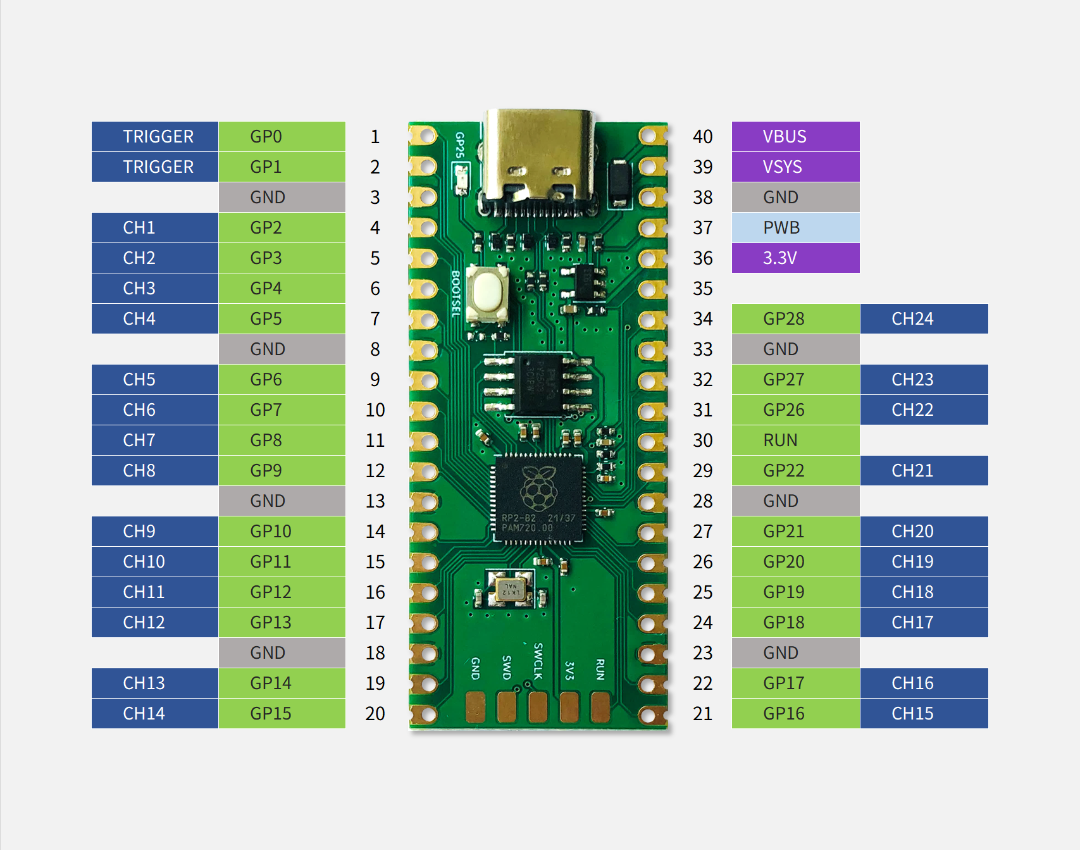 TRIGGER GP0 1 40 VBUS
TRIGGER GP1 2 39 VSYS
GND 3 38 GND
CH1 GP2 4 37 PWB
CH2 GP3 5 36 3.3V
CH3 GP4 6 35
CH4 GP5 7 34 GP28 CH24
GND 8 33 GND
CH5 GP6 9 32 GP27 CH23
CH6 GP7 10 31 GP26 CH22
CH7 GP8 11 30 RUN
CH8 GP9 12 29 GP22 CH21
GND 13 28 GND
CH9 GP10 14 27 GP21 CH20
CH10 GP11 15 26 GP20 CH19
CH11 GP12 16 25 GP19 CH18
CH12 GP13 17 24 GP18 CH17
GND 18 23 GND
CH13 GP14 19 22 GP17 CH16
CH14 GP15 20 21 GP16 CH15
GP25
BOOTSEL
RP2-B2 21/37
PAM720.00
GND SWD SWCLK 3V3 RUN